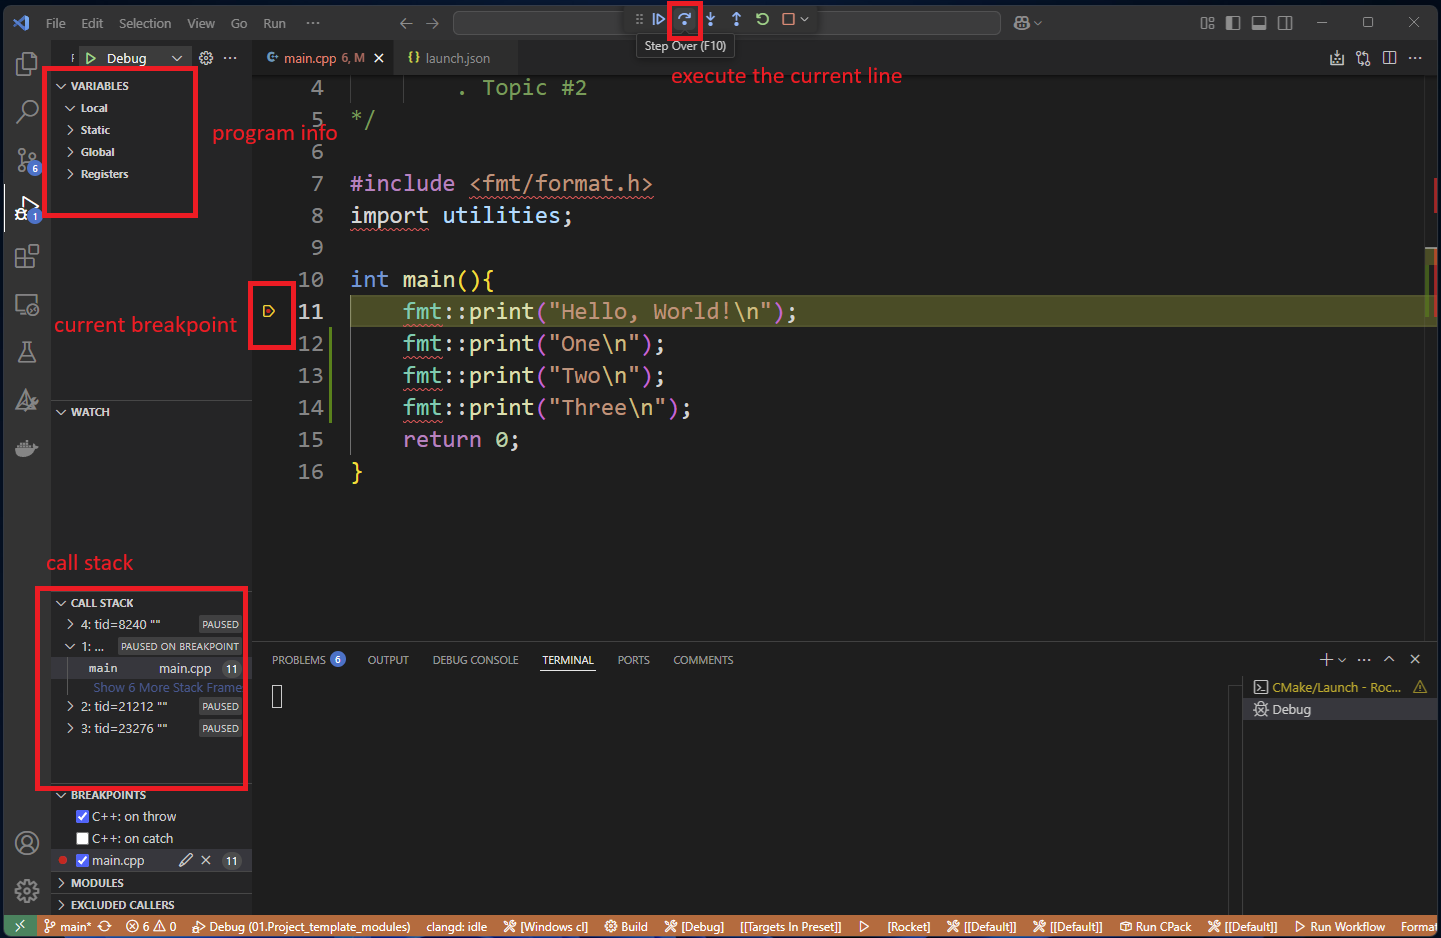 File Edit Selection View Go Run ···
Debug
main.cpp 6, M
launch.json
Step Over (F10)
execute the current line
VARIABLES
Local
Static
Global
Registers
program info
current breakpoint
WATCH
call stack
CALL STACK
4: tid=8240 "" PAUSED
1: ... PAUSED ON BREAKPOINT
main main.cpp 11
Show 6 More Stack Frame
2: tid=21212 "" PAUSED
3: tid=23276 "" PAUSED
BREAKPOINTS
C++: on throw
C++: on catch
main.cpp 11
MODULES
EXCLUDED CALLERS
6
1
4 . Topic #2
5 */
6
7 #include <fmt/format.h>
8 import utilities;
9
10 int main(){
11 fmt::print("Hello, World!\n");
12 fmt::print("One\n");
13 fmt::print("Two\n");
14 fmt::print("Three\n");
15 return 0;
16 }
PROBLEMS 6 OUTPUT DEBUG CONSOLE TERMINAL PORTS COMMENTS
CMake/Launch - Roc...
Debug
main* 6 0 Debug (01.Project_template_modules) clangd: idle [Windows cl] Build [Debug] [[Targets In Preset]] [Rocket] [[Default]] [[Default]] Run CPack [[Default]] Run Workflow Format